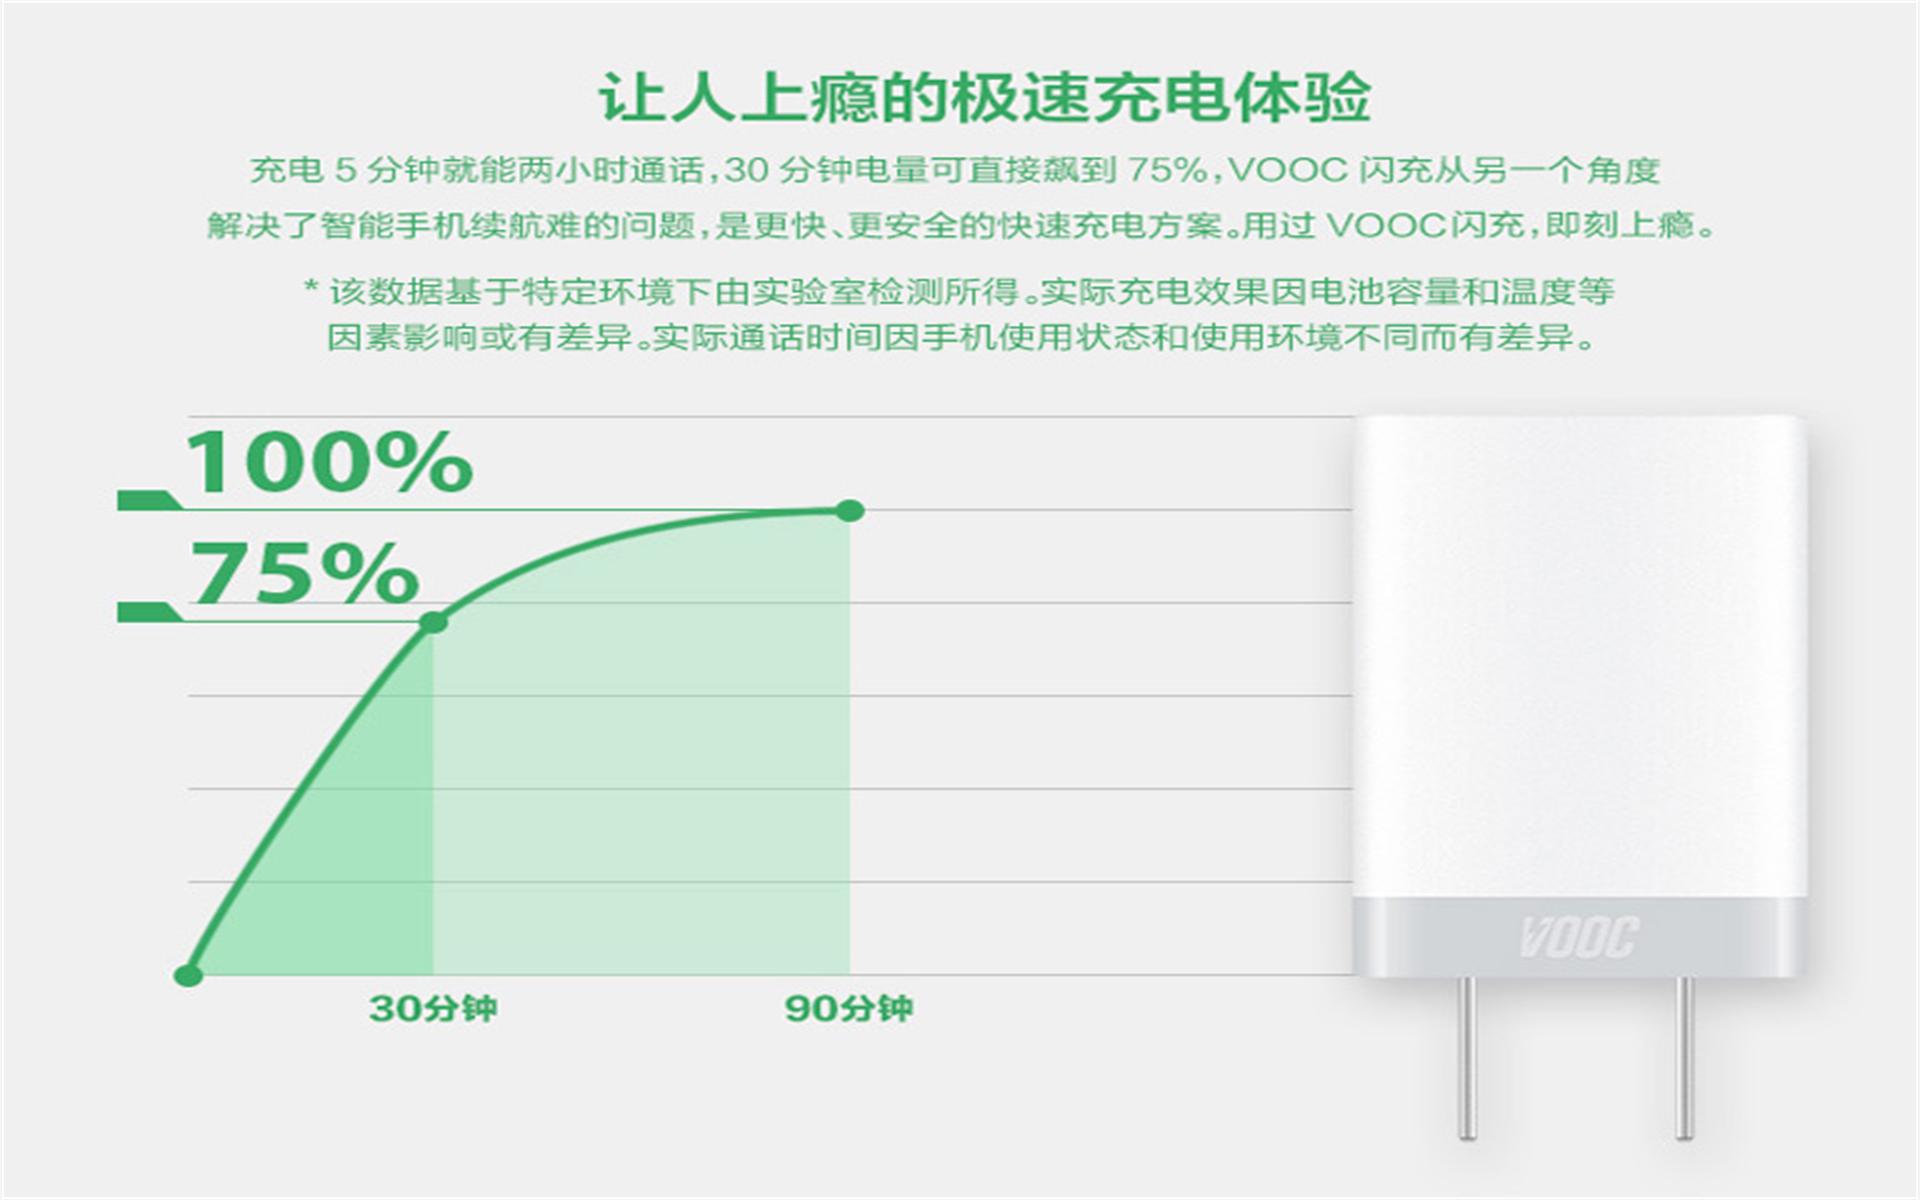 让人上瘾的极速充电体验
充电 5 分钟就能两小时通话,30 分钟电量可直接飙到 75%,VOOC 闪充从另一个角度
解决了智能手机续航难的问题,是更快、更安全的快速充电方案。用过 VOOC闪充,即刻上瘾。
* 该数据基于特定环境下由实验室检测所得。实际充电效果因电池容量和温度等
因素影响或有差异。实际通话时间因手机使用状态和使用环境不同而有差异。
100%
75%
30分钟
90分钟
VOOC